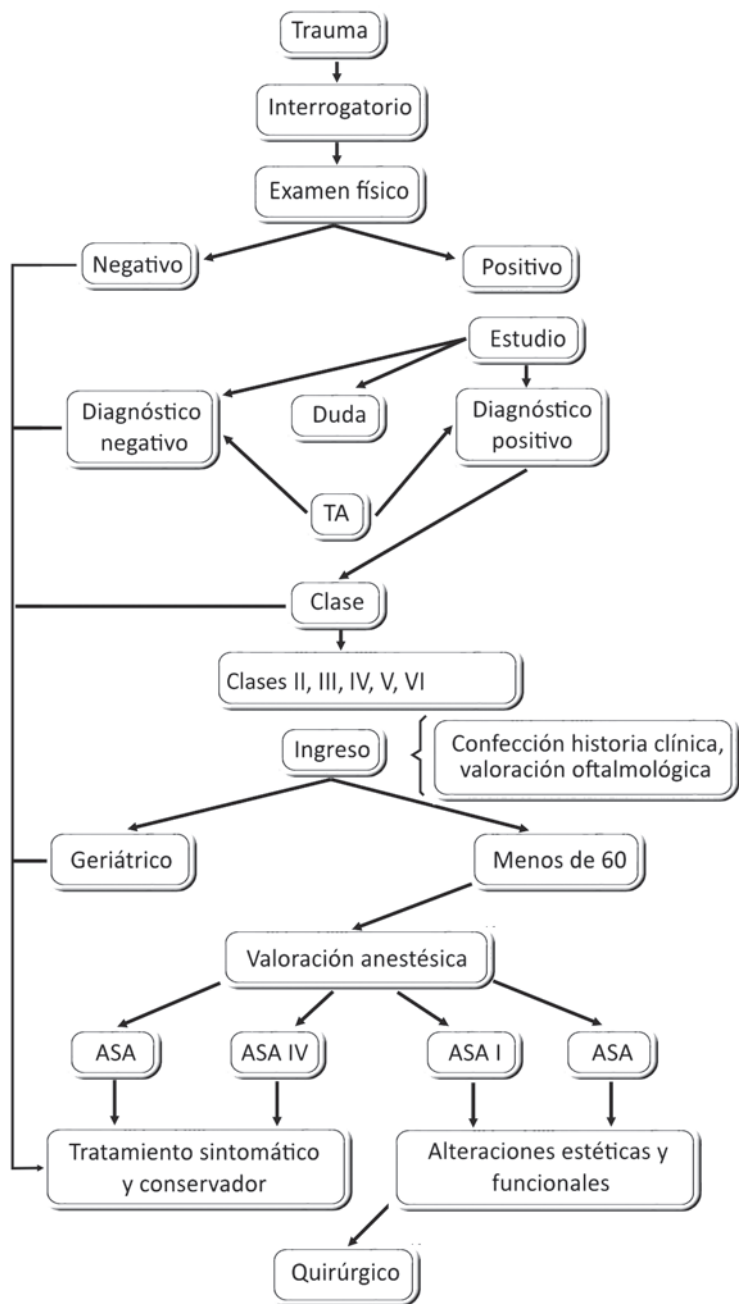 Trauma
Interrogatorio
Examen físico
Negativo
Positivo
Estudio
Diagnóstico
negativo
Duda
Diagnóstico
positivo
TA
Clase
Clases II, III, IV, V, VI
Ingreso
Confección historia clínica,
valoración oftalmológica
Geriátrico
Menos de 60
Valoración anestésica
ASA
ASA IV
ASA I
ASA
Tratamiento sintomático
y conservador
Alteraciones estéticas y
funcionales
Quirúrgico